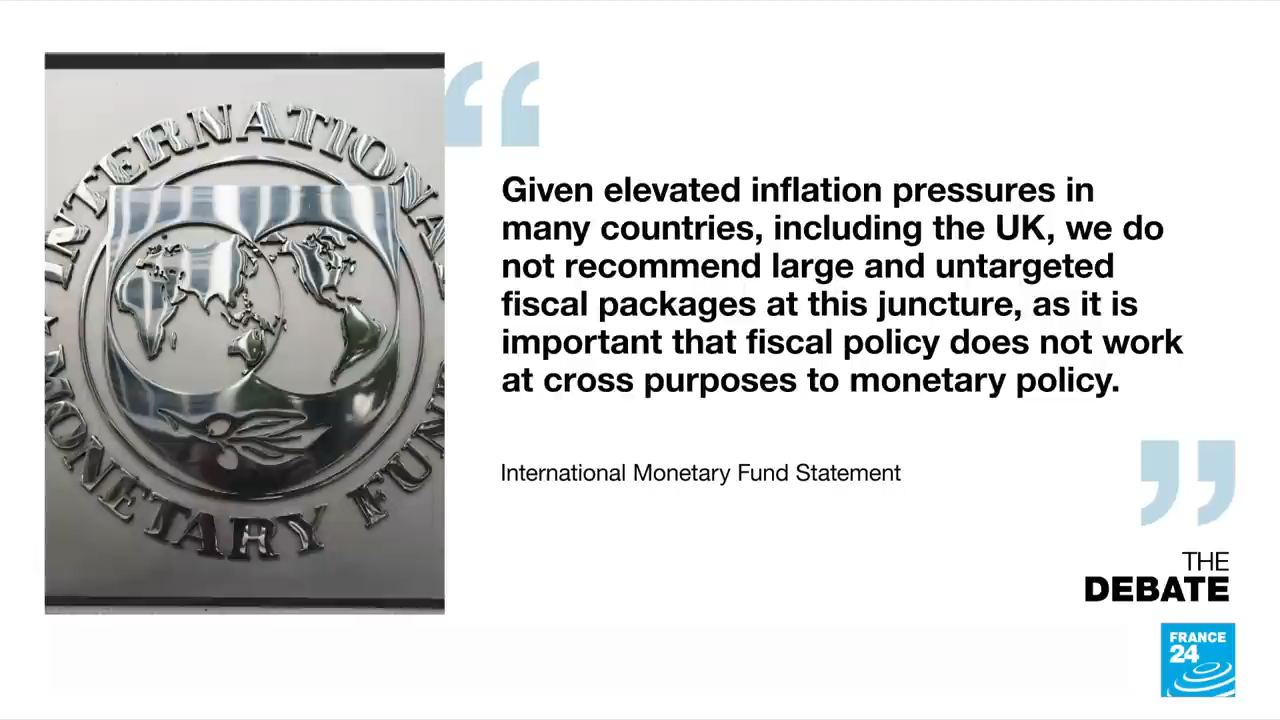 INTERNATIONAL
MONETARY FUND
Given elevated inflation pressures in
many countries, including the UK, we do
not recommend large and untargeted
fiscal packages at this juncture, as it is
important that fiscal policy does not work
at cross purposes to monetary policy.
International Monetary Fund Statement
THE
DEBATE
FRANCE
24